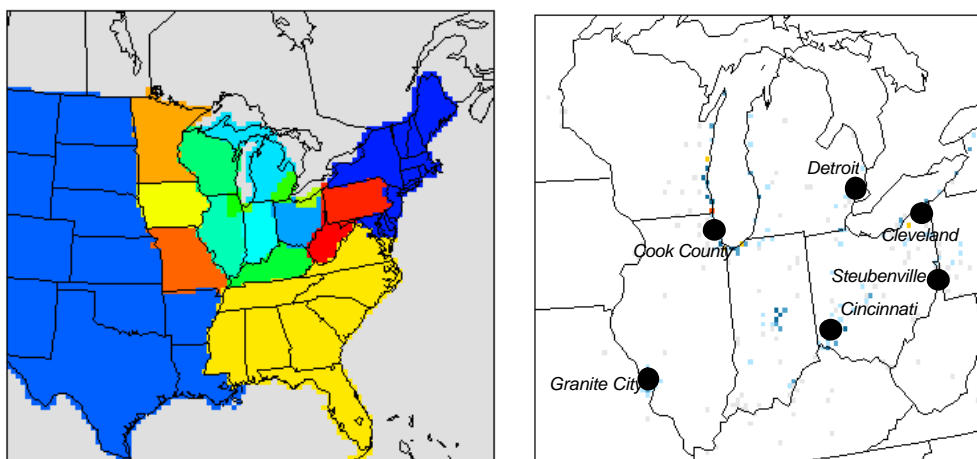 Detroit
Cook County
Cleveland
Steubenville
Cincinnati
Granite City